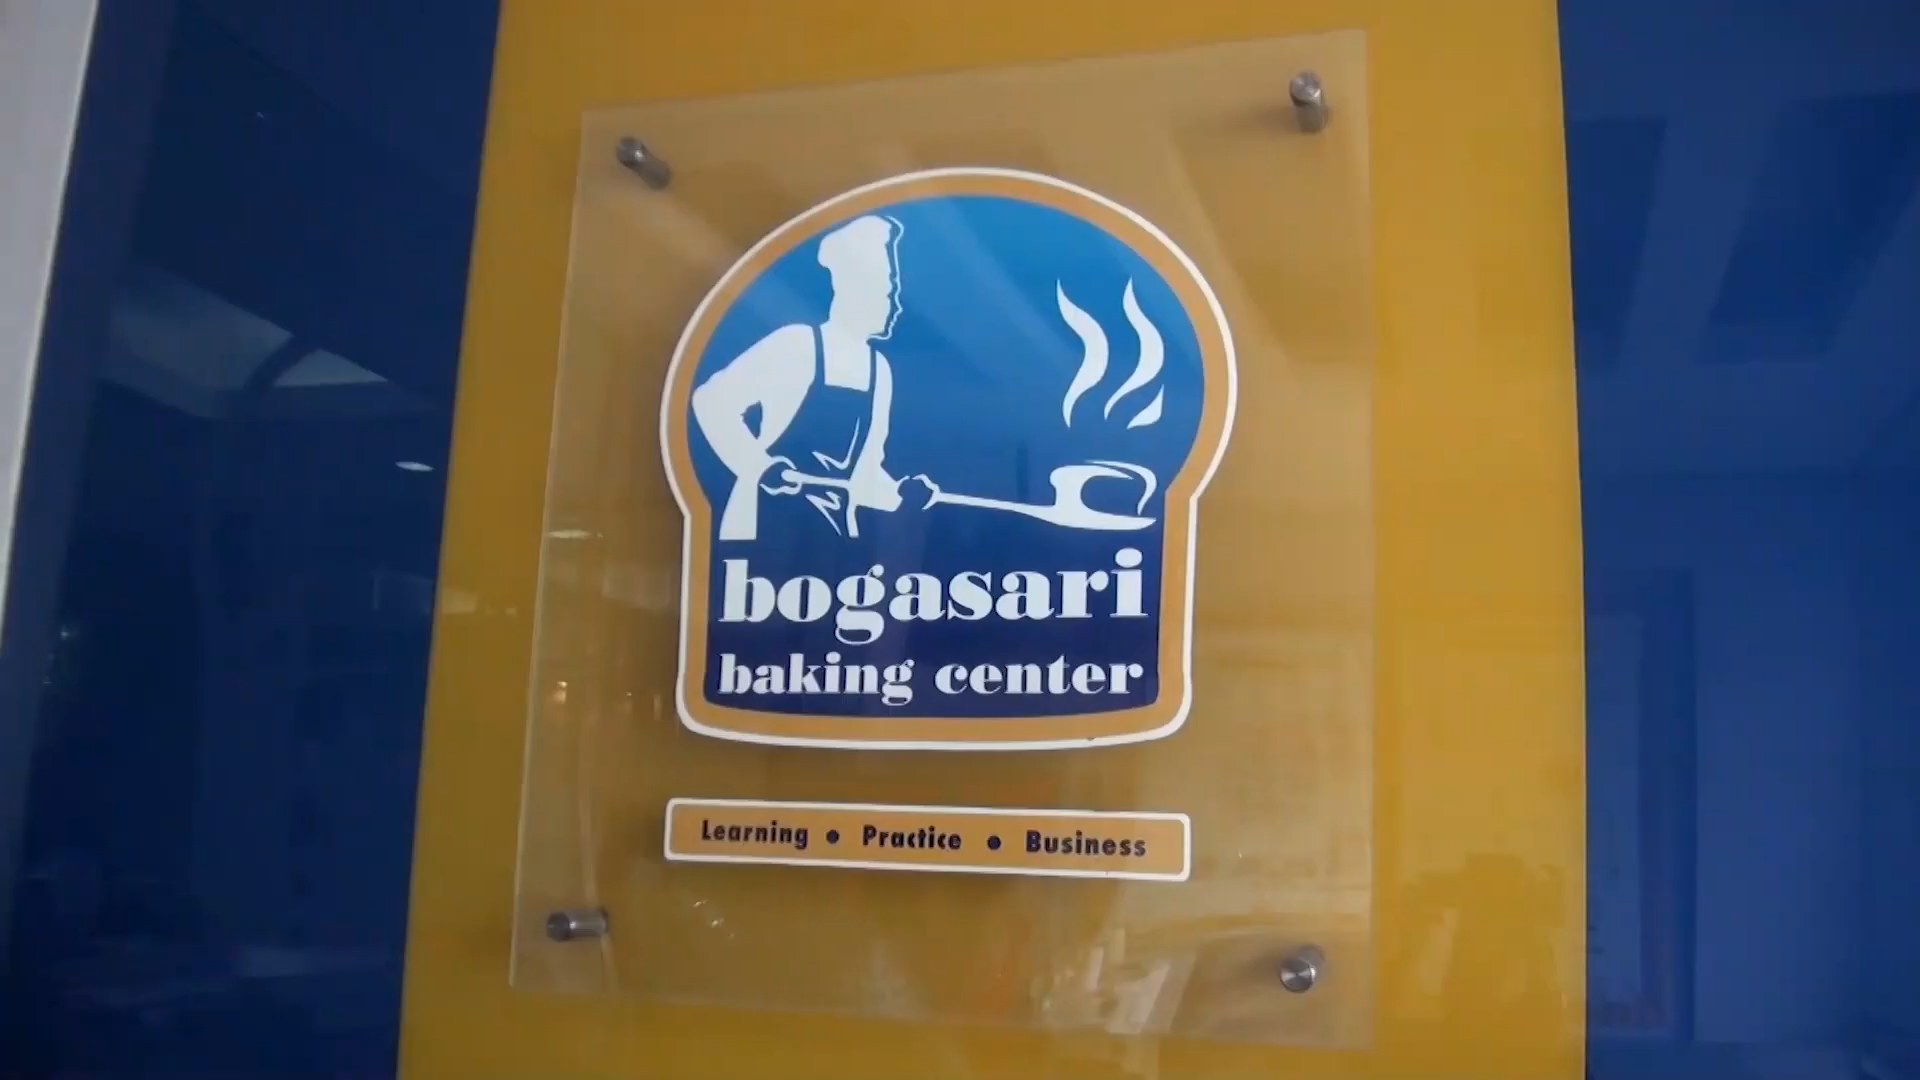 bogasari
baking center
Learning • Practice • Business